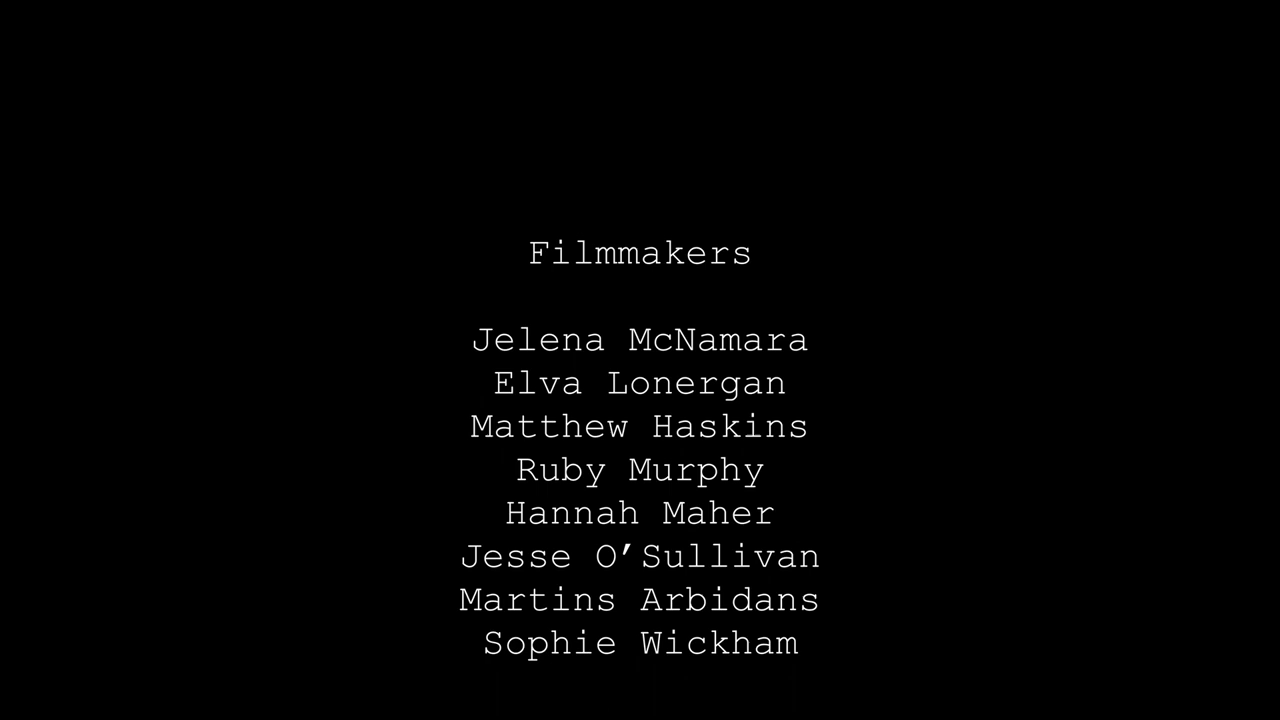 Filmmakers
Jelena McNamara
Elva Lonergan
Matthew Haskins
Ruby Murphy
Hannah Maher
Jesse O’Sullivan
Martins Arbidans
Sophie Wickham